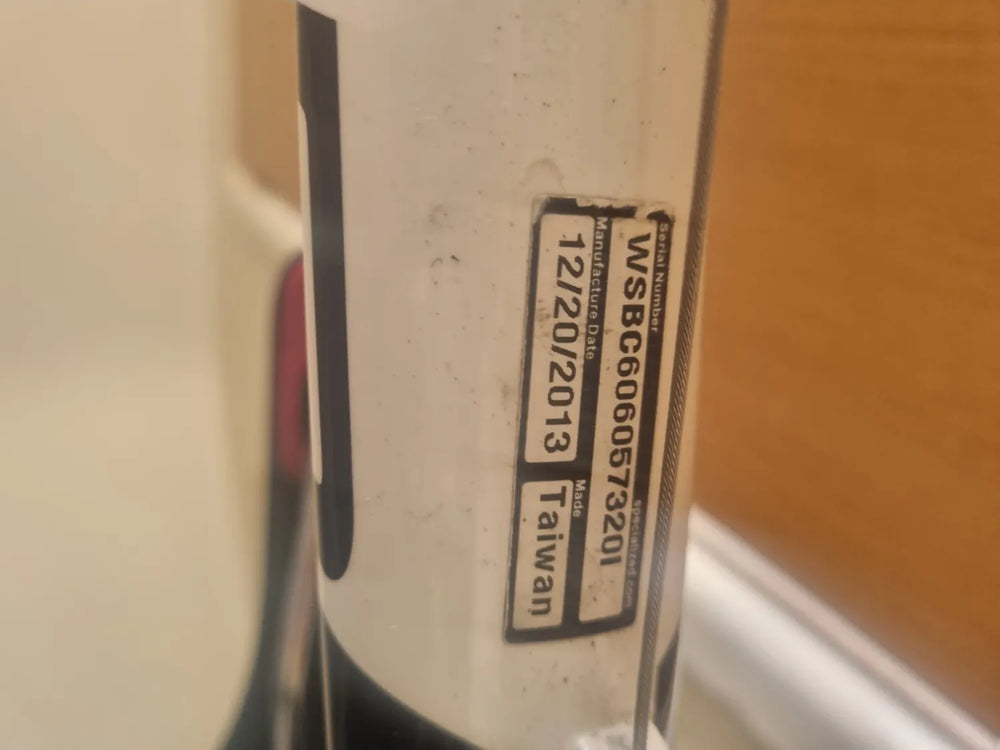 Serial Number
WSBC606057320I
specialized.com
Manufacture Date
12/20/2013
Made
Taiwan